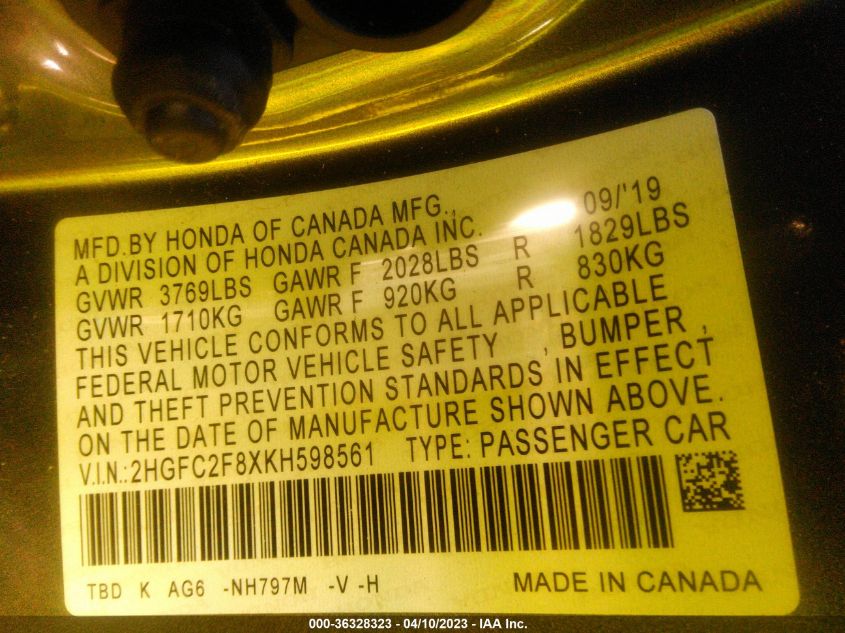 MFD.BY HONDA OF CANADA MFG., 09/'19
A DIVISION OF HONDA CANADA INC.
GVWR 3769LBS GAWR F 2028LBS R 1829LBS
GVWR 1710KG GAWR F 920KG R 830KG
THIS VEHICLE CONFORMS TO ALL APPLICABLE
FEDERAL MOTOR VEHICLE SAFETY , BUMPER ,
AND THEFT PREVENTION STANDARDS IN EFFECT
ON THE DATE OF MANUFACTURE SHOWN ABOVE.
V.I.N.:2HGFC2F8XKH598561 TYPE: PASSENGER CAR
TBD K AG6 -NH797M -V -H MADE IN CANADA
000-36328323 - 04/10/2023 - IAA Inc.